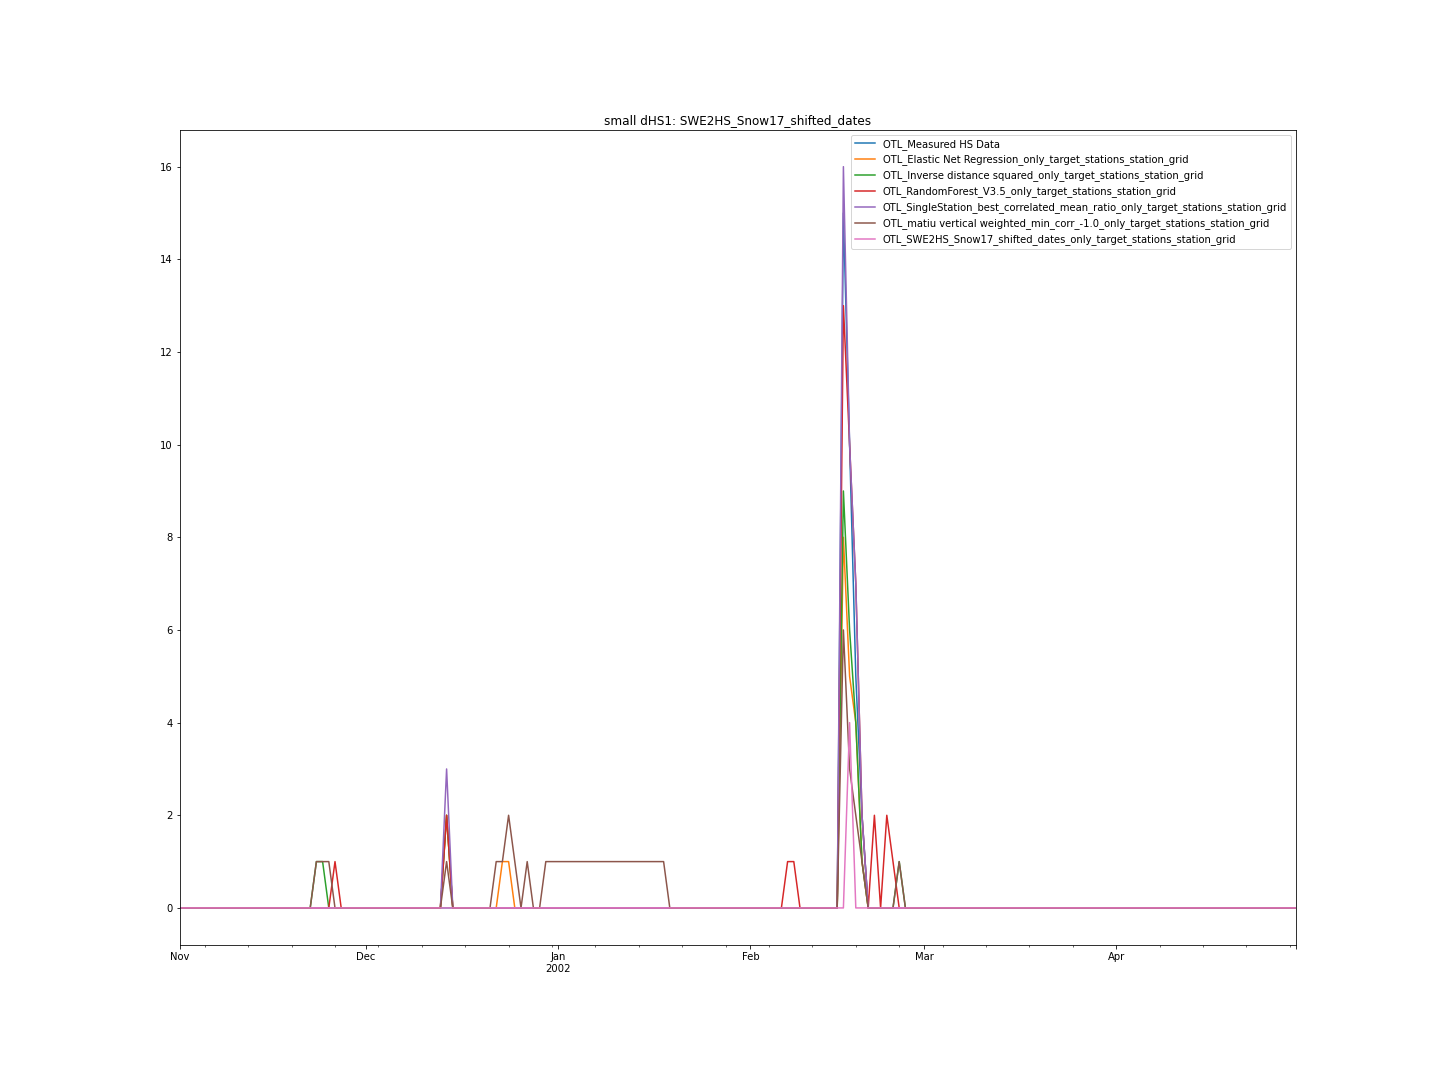 small dHS1: SWE2HS_Snow17_shifted_dates
OTL_Measured HS Data
OTL_Elastic Net Regression_only_target_stations_station_grid
OTL_Inverse distance squared_only_target_stations_station_grid
OTL_RandomForest_V3.5_only_target_stations_station_grid
OTL_SingleStation_best_correlated_mean_ratio_only_target_stations_station_grid
OTL_matiu vertical weighted_min_corr_-1.0_only_target_stations_station_grid
OTL_SWE2HS_Snow17_shifted_dates_only_target_stations_station_grid
16
14
12
10
8
6
4
2
0
Nov Dec Jan Feb Mar Apr
2002